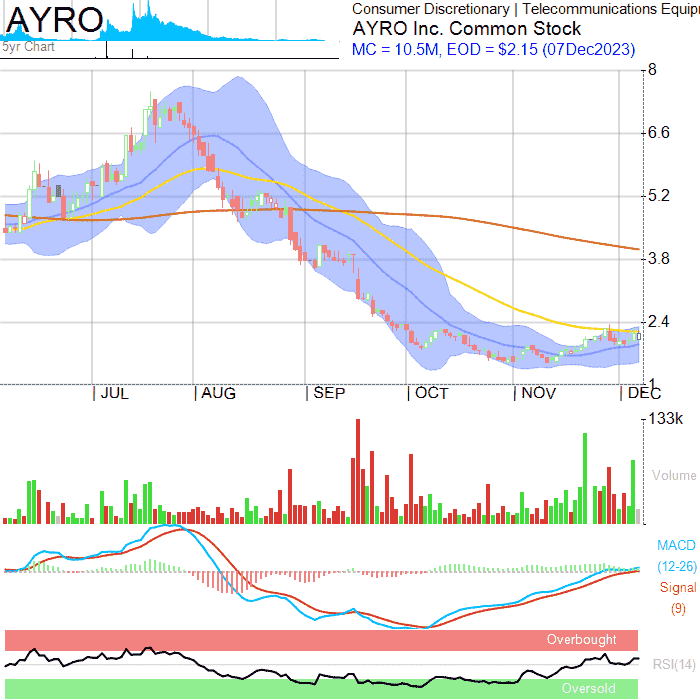 AYRO
5yr Chart
Consumer Discretionary | Telecommunications Equip
AYRO Inc. Common Stock
MC = 10.5M, EOD = $2.15 (07Dec2023)
8
6.6
5.2
3.8
2.4
1
JUL AUG SEP OCT NOV DEC
133k
Volume
MACD
(12-26)
Signal
(9)
Overbought
RSI(14)
Oversold